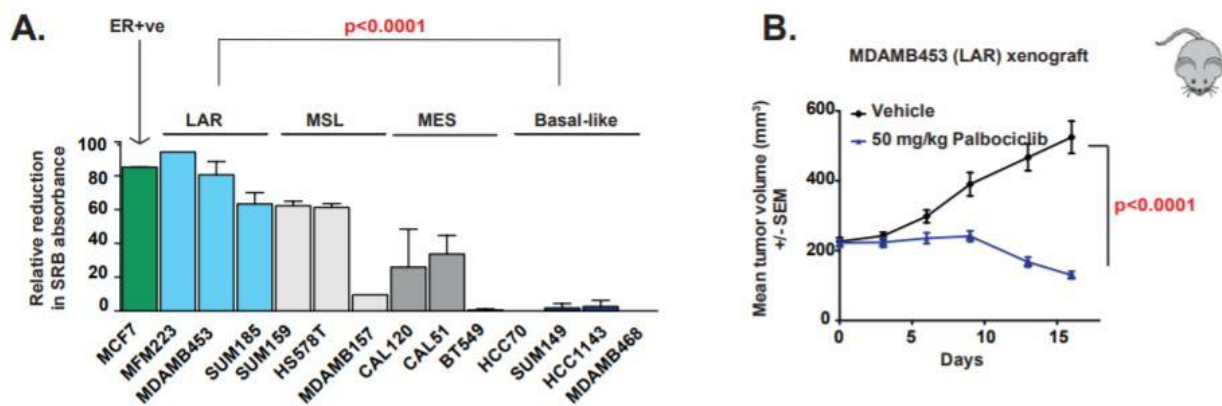 A.
ER+ve
p<0.0001
LAR
MSL
MES
Basal-like
Relative reduction
in SRB absorbance
100
80
60
40
20
0
MCF7
MFM223
MDAMB453
SUM185
SUM159
HS578T
MDAMB157
CAL120
CAL51
BT549
HCC70
SUM149
HCC1143
MDAMB468
B.
MDAMB453 (LAR) xenograft
Mean tumor volume (mm³)
+/- SEM
600
400
200
0
Vehicle
50 mg/kg Palbociclib
p<0.0001
0
5
10
15
20
Days